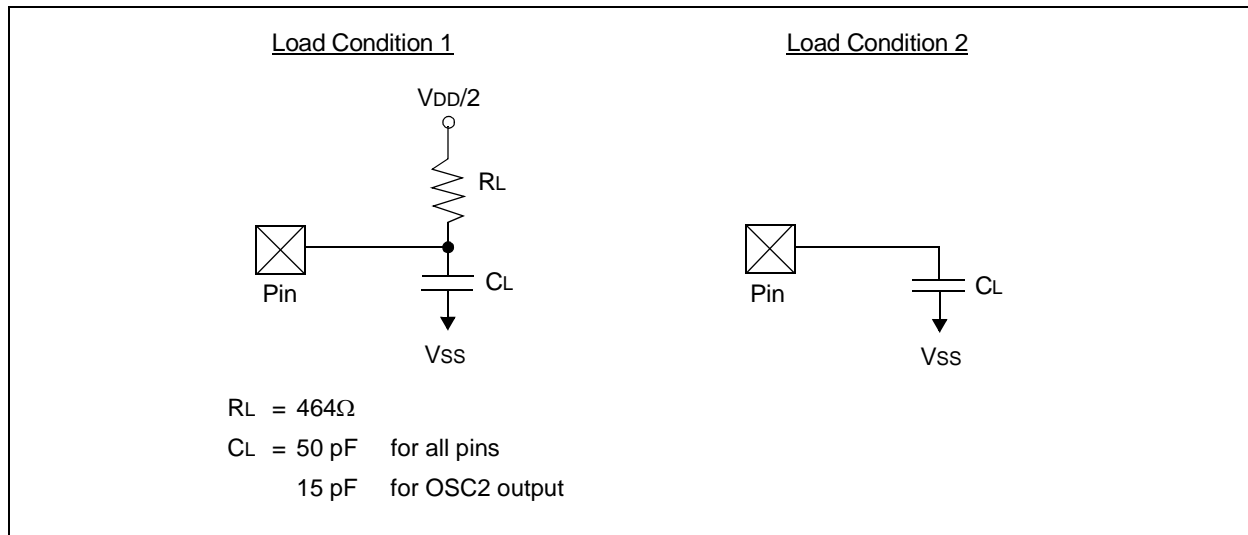 Load Condition 1
Load Condition 2
VDD/2
RL
Pin
CL
VSS
Pin
CL
VSS
RL = 464Ω
CL = 50 pF for all pins
15 pF for OSC2 output